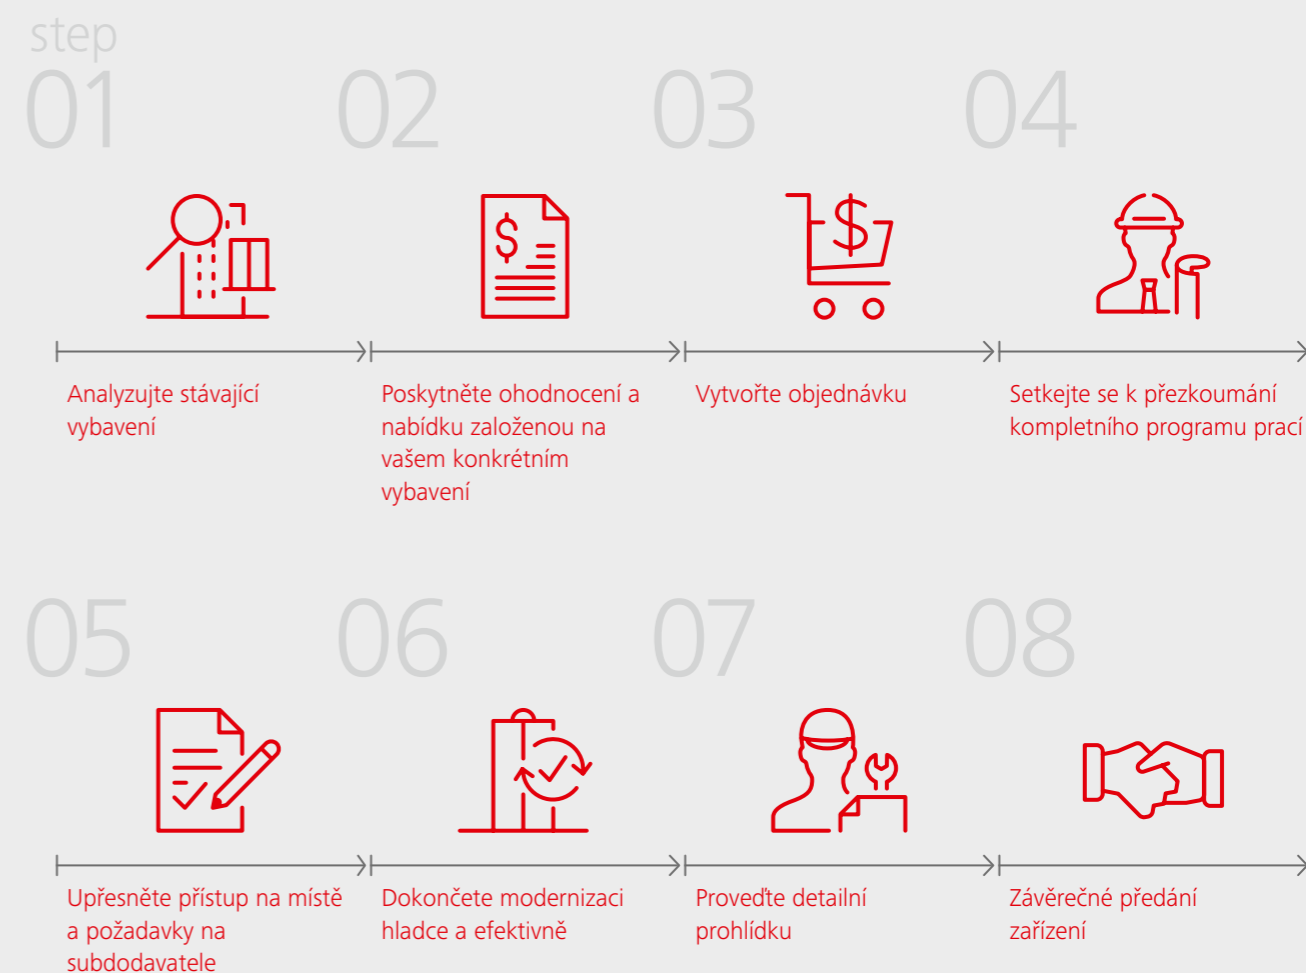 step
01
02
03
04
Analyzujte stávající
vybavení
Poskytněte ohodnocení a
nabídku založenou na
vašem konkrétním
vybavení
Vytvořte objednávku
Setkejte se k přezkoumání
kompletního programu prací
05
06
07
08
Upřesněte přístup na místě
a požadavky na
subdodavatele
Dokončete modernizaci
hladce a efektivně
Proveďte detailní
prohlídku
Závěrečné předání
zařízení